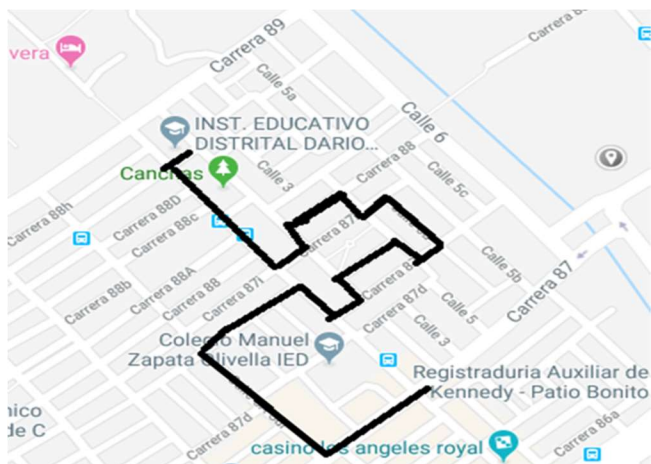 Carrera 89
Carrera
vera
Calle 5a
Calle 6
INST. EDUCATIVO
DISTRITAL DARIO...
Canchas
Calle 3
Carrera 88
Calle 5c
Carrera 88h
Carrera 88D
Carrera 88c
Carrera 87
Carrera 88A
Carrera 88b
Carrera 88
Carrera 87i
Calle 5b
Carrera 87
Carrera 87d
Calle 5
Calle 3
Colegio Manuel
Zapata Olivella IED
Registraduria Auxiliar de
Kennedy - Patio Bonito
nico
de C
Carrera 87d
casino los angeles royal
Carrera 86a